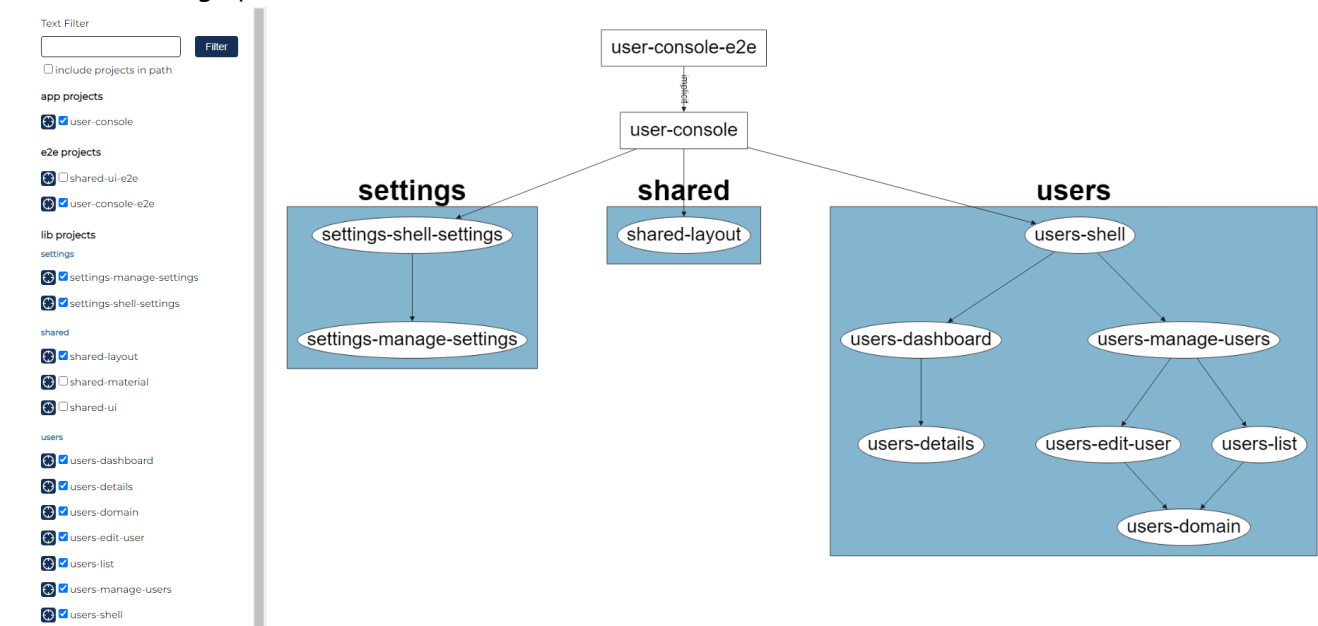 Text Filter
Filter
include projects in path
app projects
user-console
e2e projects
shared-ui-e2e
user-console-e2e
lib projects
settings
settings-manage-settings
settings-shell-settings
shared
shared-layout
shared-material
shared-ui
users
users-dashboard
users-details
users-domain
users-edit-user
users-list
users-manage-users
users-shell
user-console-e2e
implicit
user-console
settings
shared
users
settings-shell-settings
shared-layout
users-shell
settings-manage-settings
users-dashboard
users-manage-users
users-details
users-edit-user
users-list
users-domain